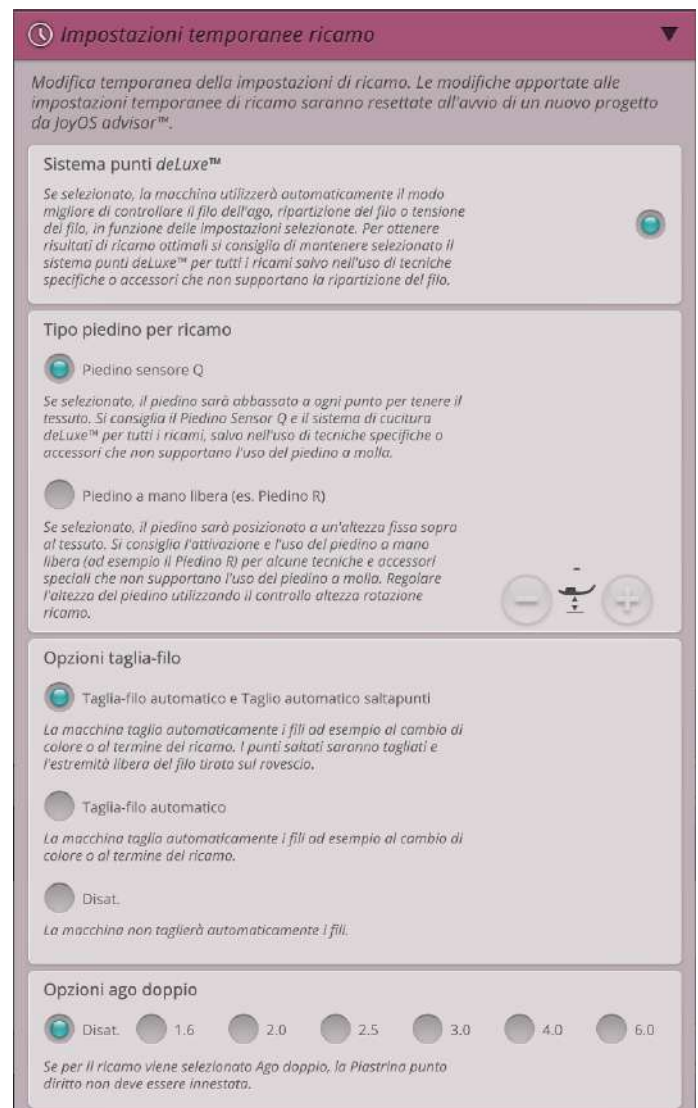 Impostazioni temporanee ricamo
Modifica temporanea della impostazioni di ricamo. Le modifiche apportate alle
impostazioni temporanee di ricamo saranno resettate all'avvio di un nuovo progetto
da JoyOS advisor™.
Sistema punti deLuxe™
Se selezionato, la macchina utilizzerà automaticamente il modo
migliore di controllare il filo dell'ago, ripartizione del filo o tensione
del filo, in funzione delle impostazioni selezionate. Per ottenere
risultati di ricamo ottimali si consiglia di mantenere selezionato il
sistema punti deLuxe™ per tutti i ricami salvo nell'uso di tecniche
specifiche o accessori che non supportano la ripartizione del filo.
Tipo piedino per ricamo
Piedino sensore Q
Se selezionato, il piedino sarà abbassato a ogni punto per tenere il
tessuto. Si consiglia il Piedino Sensor Q e il sistema di cucitura
deLuxe™ per tutti i ricami, salvo nell'uso di tecniche specifiche o
accessori che non supportano l'uso del piedino a molla.
Piedino a mano libera (es. Piedino R)
Se selezionato, il piedino sarà posizionato a un'altezza fissa sopra
al tessuto. Si consiglia l'attivazione e l'uso del piedino a mano
libera (ad esempio il Piedino R) per alcune tecniche e accessori
speciali che non supportano l'uso del piedino a molla. Regolare
l'altezza del piedino utilizzando il controllo altezza rotazione
ricamo.
Opzioni taglia-filo
Taglia-filo automatico e Taglio automatico saltapunti
La macchina taglia automaticamente i fili ad esempio al cambio di
colore o al termine del ricamo. I punti saltati saranno tagliati e
l'estremità libera del filo tirata sul rovescio.
Taglia-filo automatico
La macchina taglia automaticamente i fili ad esempio al cambio di
colore o al termine del ricamo.
Disat.
La macchina non taglierà automaticamente i fili.
Opzioni ago doppio
Disat. 1.6 2.0 2.5 3.0 4.0 6.0
Se per il ricamo viene selezionato Ago doppio, la Piastrina punto
diritto non deve essere innestata.